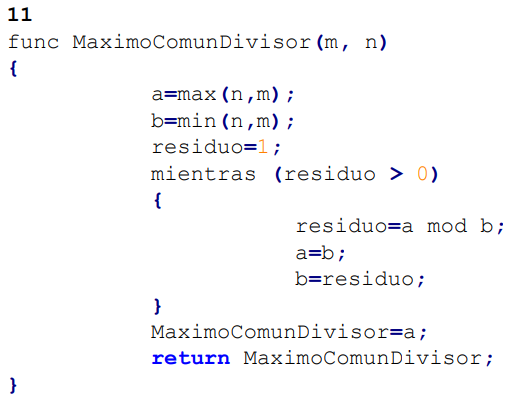 11
func MaximoComunDivisor(m, n)
{
a=max(n,m);
b=min(n,m);
residuo=1;
mientras (residuo > 0)
{
residuo=a mod b;
a=b;
b=residuo;
}
MaximoComunDivisor=a;
return MaximoComunDivisor;
}